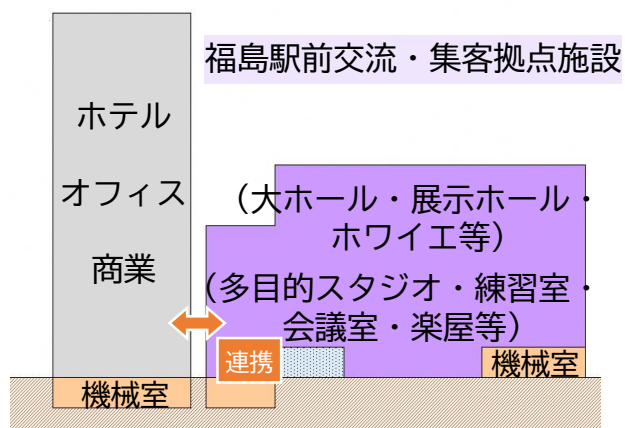 福島駅前交流・集客拠点施設
ホテル
オフィス
商業
（大ホール・展示ホール・
ホワイエ等）
（多目的スタジオ・練習室・
会議室・楽屋等）
連携
機械室
機械室